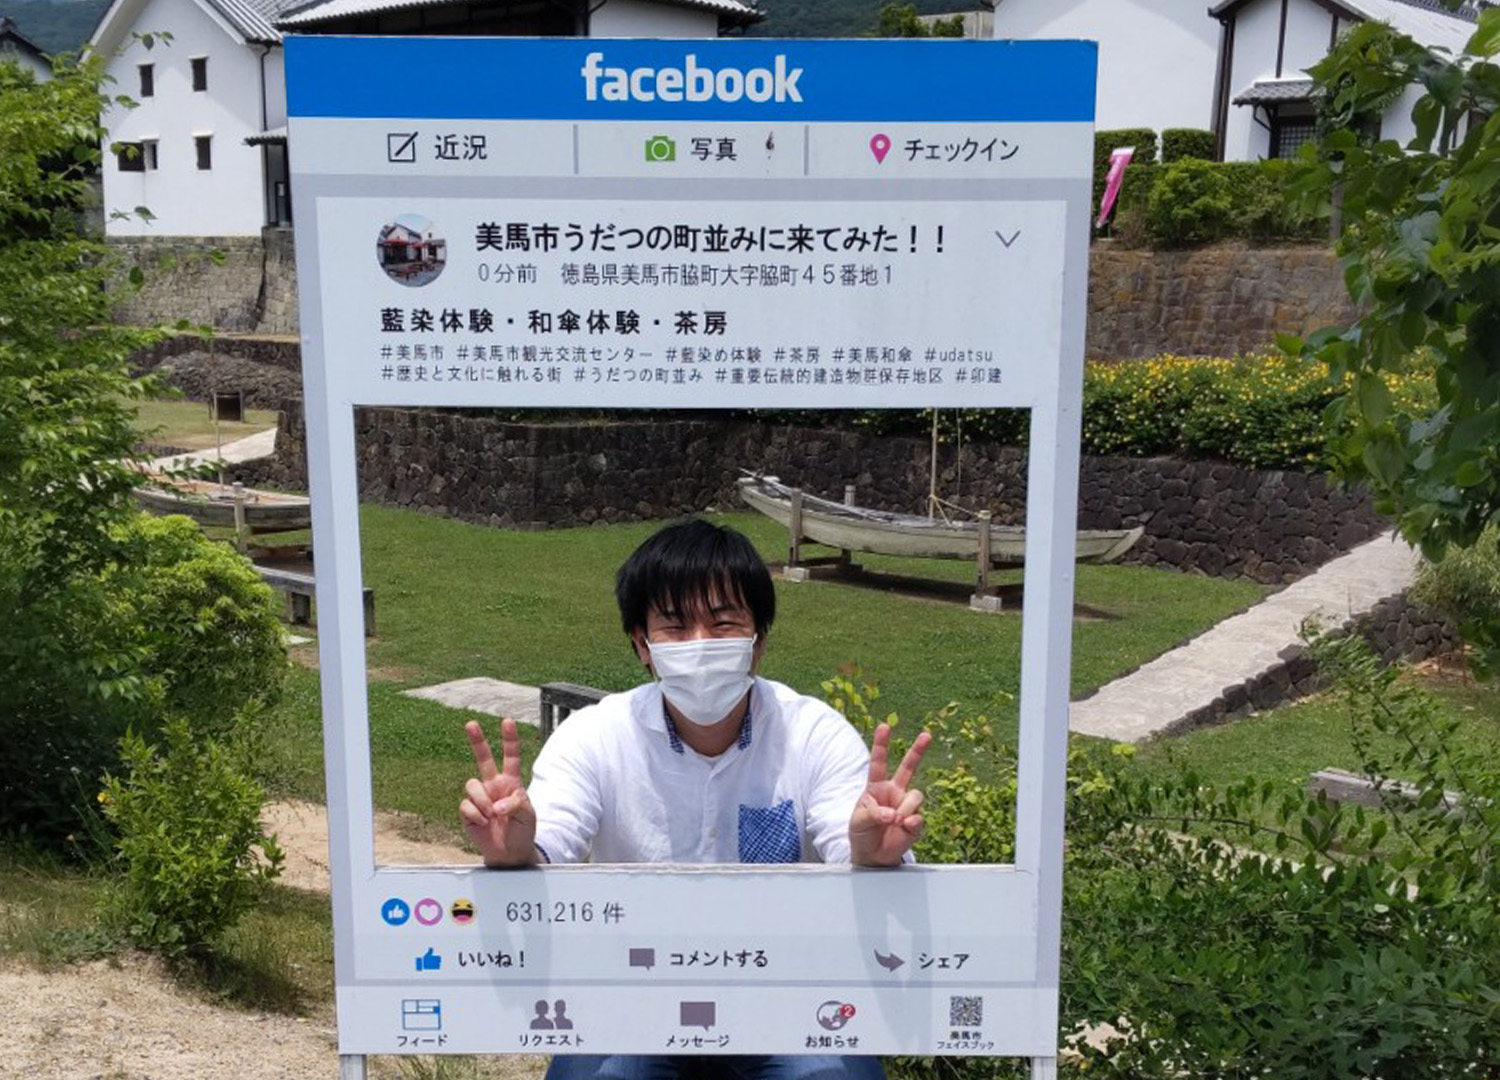 facebook
近況 写真 チェックイン
美馬市うだつの町並みに来てみた！！
0分前 徳島県美馬市脇町大字脇町45番地1
藍染体験・和傘体験・茶房
#美馬市 #美馬市観光交流センター #藍染め体験 #茶房 #美馬和傘 #udatsu
#歴史と文化に触れる街 #うだつの町並み #重要伝統的建造物群保存地区 #卯建
631,216 件
いいね！ コメントする シェア
2
フィード リクエスト メッセージ お知らせ 美馬市
フェイスブック